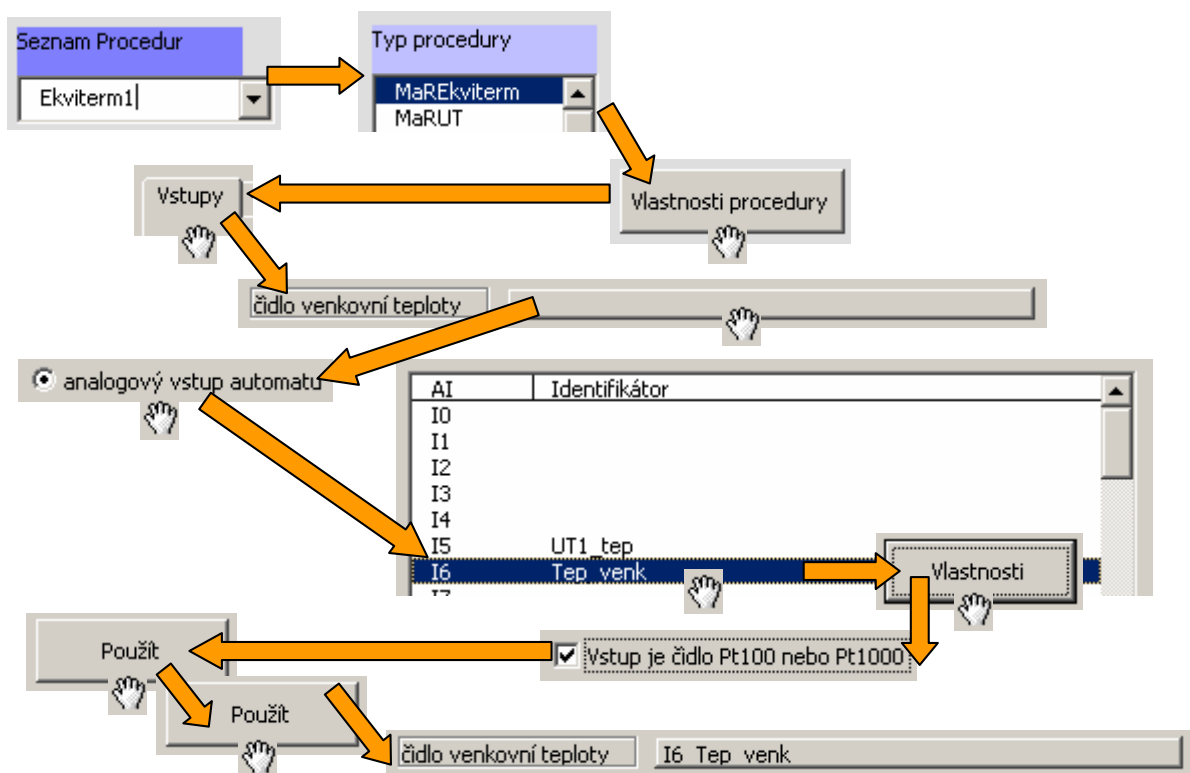 Seznam Procedur
Ekviterm1
Typ procedury
MaREkviterm
MaRUT
Vstupy
Vlastnosti procedury
čidlo venkovní teploty
analogový vstup automatu
AI Identifikátor
I0
I1
I2
I3
I4
I5 UT1_tep
I6 Tep_venk
I7
Vlastnosti
Použít
Vstup je čidlo Pt100 nebo Pt1000
Použít
čidlo venkovní teploty I6 Tep_venk